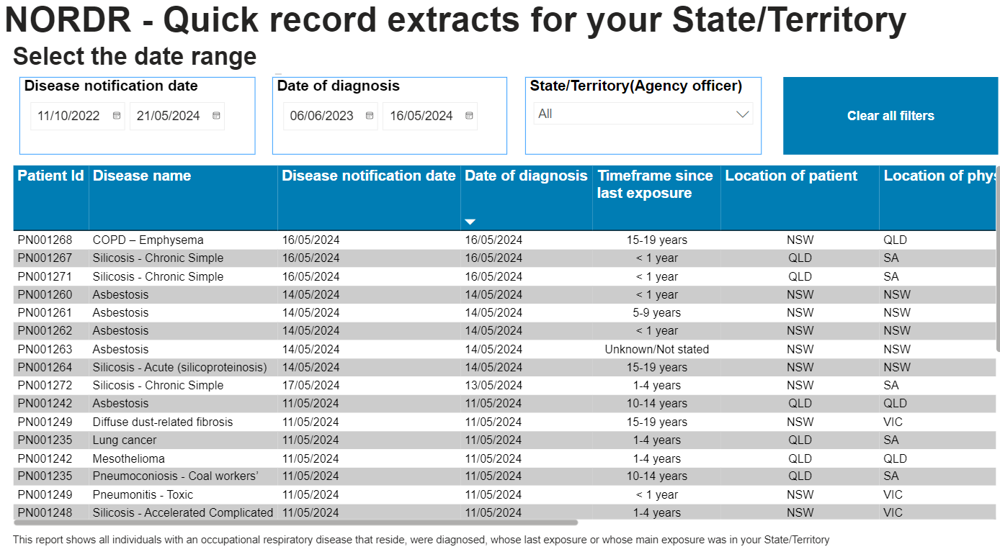 NORDR - Quick record extracts for your State/Territory
Select the date range
Disease notification date
11/10/2022 21/05/2024
Date of diagnosis
06/06/2023 16/05/2024
State/Territory(Agency officer)
All
Clear all filters
Patient Id Disease name Disease notification date Date of diagnosis Timeframe since last exposure Location of patient Location of phys
PN001268 COPD – Emphysema 16/05/2024 16/05/2024 15-19 years NSW QLD
PN001267 Silicosis - Chronic Simple 16/05/2024 16/05/2024 < 1 year QLD SA
PN001271 Silicosis - Chronic Simple 16/05/2024 16/05/2024 < 1 year QLD SA
PN001260 Asbestosis 14/05/2024 14/05/2024 < 1 year NSW NSW
PN001261 Asbestosis 14/05/2024 14/05/2024 5-9 years NSW NSW
PN001262 Asbestosis 14/05/2024 14/05/2024 < 1 year NSW NSW
PN001263 Asbestosis 14/05/2024 14/05/2024 Unknown/Not stated NSW NSW
PN001264 Silicosis - Acute (silicoproteinosis) 14/05/2024 14/05/2024 15-19 years NSW NSW
PN001272 Silicosis - Chronic Simple 17/05/2024 13/05/2024 1-4 years NSW SA
PN001242 Asbestosis 11/05/2024 11/05/2024 10-14 years QLD QLD
PN001249 Diffuse dust-related fibrosis 11/05/2024 11/05/2024 15-19 years NSW VIC
PN001235 Lung cancer 11/05/2024 11/05/2024 1-4 years QLD SA
PN001242 Mesothelioma 11/05/2024 11/05/2024 1-4 years QLD QLD
PN001235 Pneumoconiosis - Coal workers’ 11/05/2024 11/05/2024 10-14 years QLD SA
PN001249 Pneumonitis - Toxic 11/05/2024 11/05/2024 < 1 year NSW VIC
PN001248 Silicosis - Accelerated Complicated 11/05/2024 11/05/2024 1-4 years NSW VIC
This report shows all individuals with an occupational respiratory disease that reside, were diagnosed, whose last exposure or whose main exposure was in your State/Territory